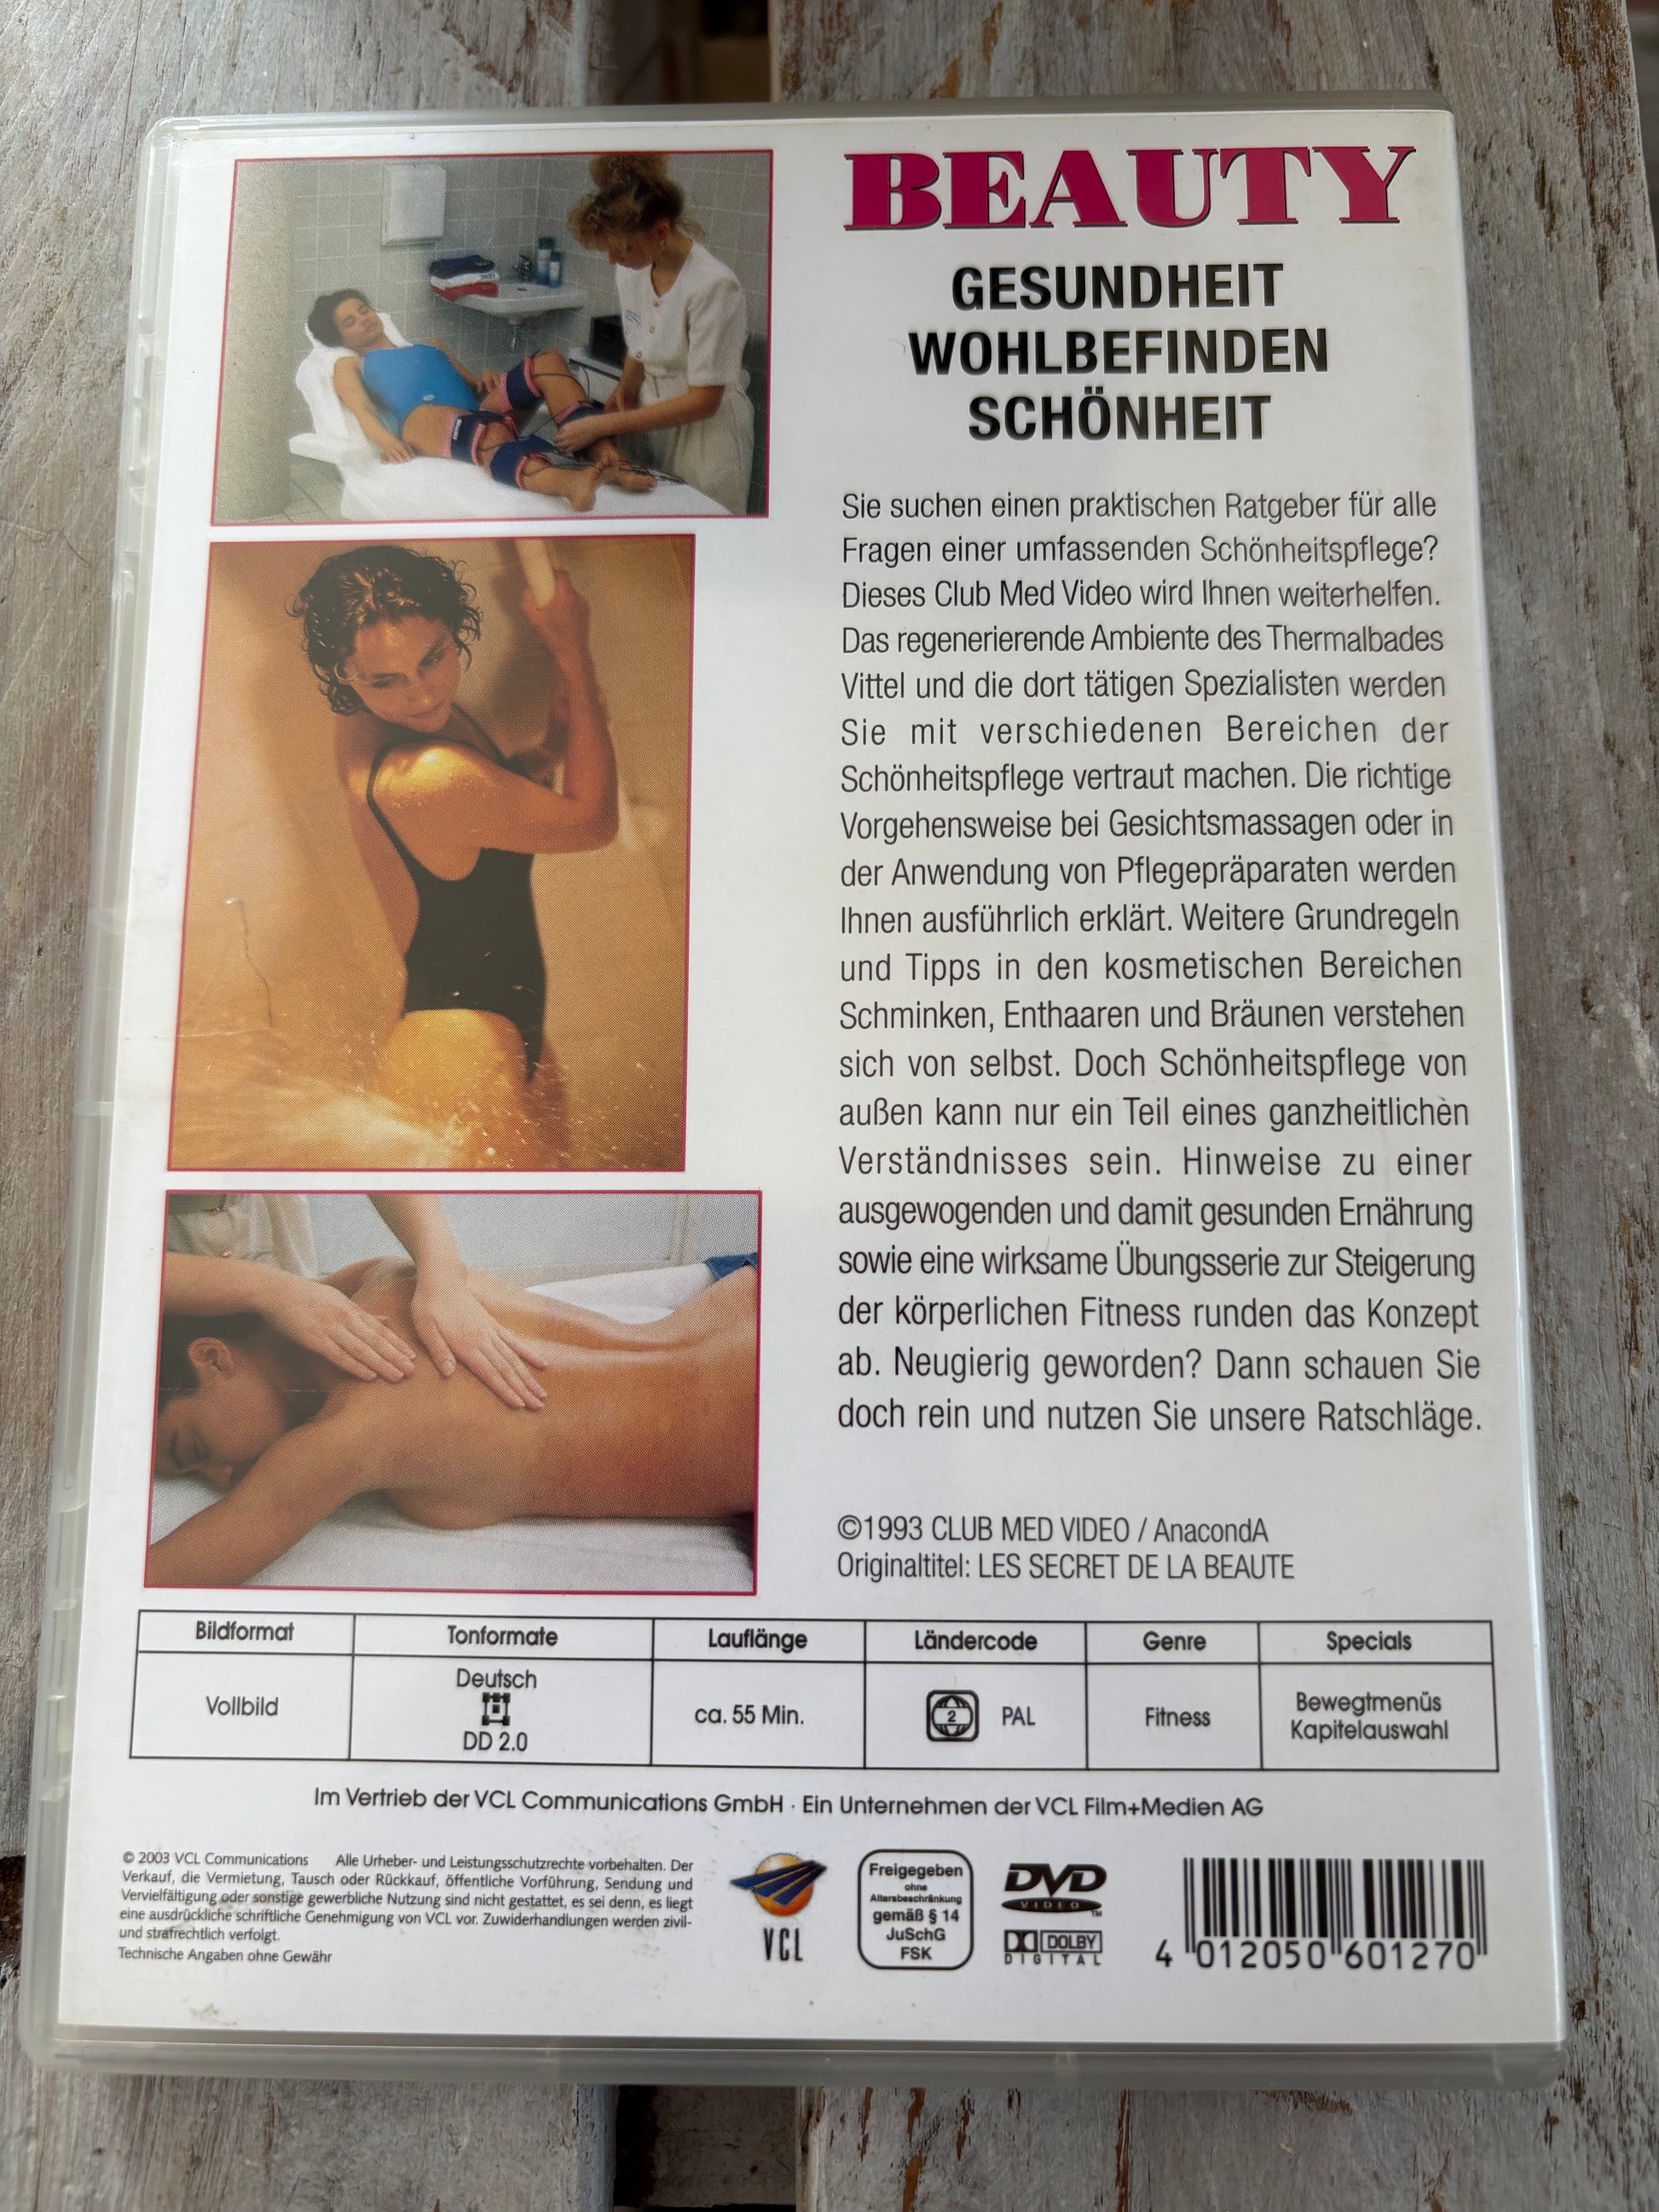 BEAUTY
GESUNDHEIT
WOHLBEFINDEN
SCHÖNHEIT
Sie suchen einen praktischen Ratgeber für alle
Fragen einer umfassenden Schönheitspflege?
Dieses Club Med Video wird Ihnen weiterhelfen.
Das regenerierende Ambiente des Thermalbades
Vittel und die dort tätigen Spezialisten werden
Sie mit verschiedenen Bereichen der
Schönheitspflege vertraut machen. Die richtige
Vorgehensweise bei Gesichtsmassagen oder in
der Anwendung von Pflegepräparaten werden
Ihnen ausführlich erklärt. Weitere Grundregeln
und Tipps in den kosmetischen Bereichen
Schminken, Enthaaren und Bräunen verstehen
sich von selbst. Doch Schönheitspflege von
außen kann nur ein Teil eines ganzheitlichen
Verständnisses sein. Hinweise zu einer
ausgewogenden und damit gesunden Ernährung
sowie eine wirksame Übungsserie zur Steigerung
der körperlichen Fitness runden das Konzept
ab. Neugierig geworden? Dann schauen Sie
doch rein und nutzen Sie unsere Ratschläge.
©1993 CLUB MED VIDEO / AnacondA
Originaltitel: LES SECRET DE LA BEAUTE
Bildformat Tonformate Lauflänge Ländercode Genre Specials
Vollbild
Deutsch
DD 2.0
ca. 55 Min.
2 PAL
Fitness
Bewegtmenüs
Kapitelauswahl
Im Vertrieb der VCL Communications GmbH · Ein Unternehmen der VCL Film+Medien AG
© 2003 VCL Communications Alle Urheber- und Leistungsschutzrechte vorbehalten. Der
Verkauf, die Vermietung, Tausch oder Rückkauf, öffentliche Vorführung, Sendung und
Vervielfältigung oder sonstige gewerbliche Nutzung sind nicht gestattet, es sei denn, es liegt
eine ausdrückliche schriftliche Genehmigung von VCL vor. Zuwiderhandlungen werden zivil-
und strafrechtlich verfolgt.
Technische Angaben ohne Gewähr
VCL
Freigegeben
ohne
Altersbeschränkung
gemäß § 14
JuSchG
FSK
DVD
VIDEO TM
DOLBY
DIGITAL
4 012050 601270